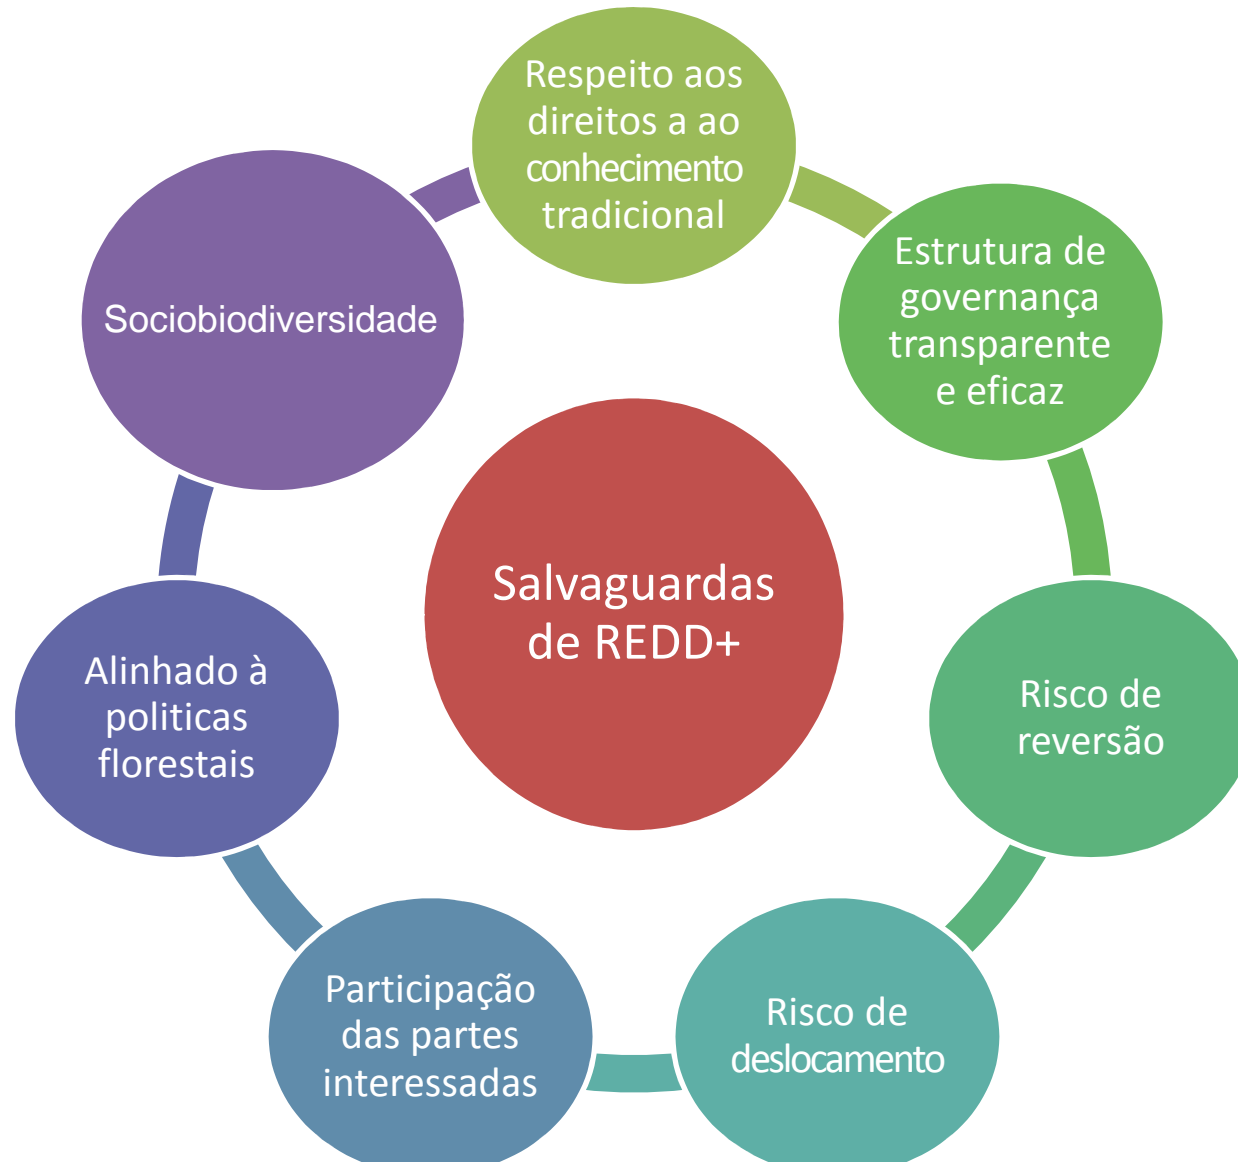 Respeito aos
direitos a ao
conhecimento
tradicional
Estrutura de
governança
transparente
e eficaz
Sociobiodiversidade
Salvaguardas
de REDD+
Alinhado à
politicas
florestais
Risco de
reversão
Participação
das partes
interessadas
Risco de
deslocamento